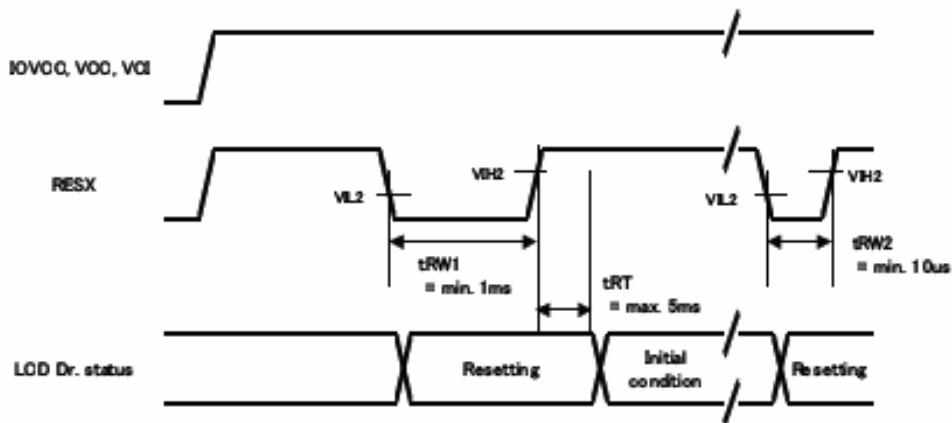 IOVCC, VCC, VCI
RESX
VIL2
VIH2
VIL2
VIH2
tRW1
= min. 1ms
tRT
= max. 5ms
tRW2
= min. 10us
LCD Dr. status
Resetting
Initial
condition
Resetting